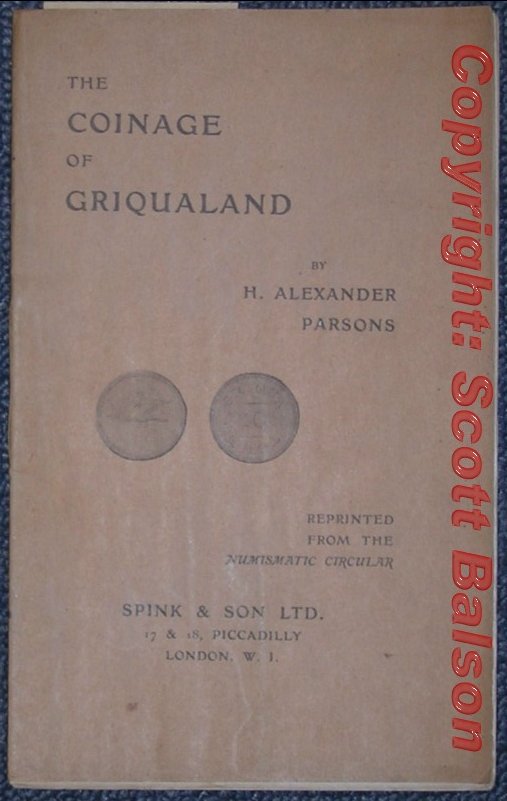 THE
COINAGE
OF
GRIQUALAND
BY
H. ALEXANDER
PARSONS
REPRINTED
FROM THE
NUMISMATIC CIRCULAR
SPINK & SON LTD.
17 & 18, PICCADILLY
LONDON, W. 1.
Copyright: Scott Balson